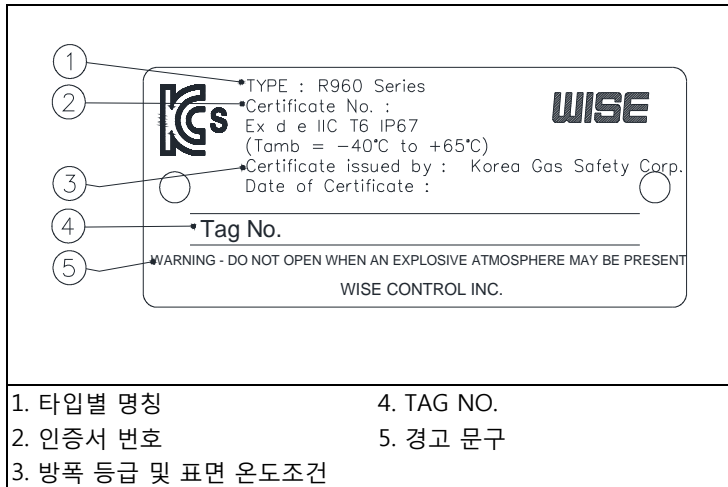 1
TYPE : R960 Series
2
Certificate No. :
WISE
Ex d e IIC T6 IP67
(Tamb = −40℃ to +65℃)
3
Certificate issued by : Korea Gas Safety Corp.
Date of Certificate :
4
Tag No.
5
WARNING - DO NOT OPEN WHEN AN EXPLOSIVE ATMOSPHERE MAY BE PRESENT
WISE CONTROL INC.
1. 타입별 명칭
4. TAG NO.
2. 인증서 번호
5. 경고 문구
3. 방폭 등급 및 표면 온도조건